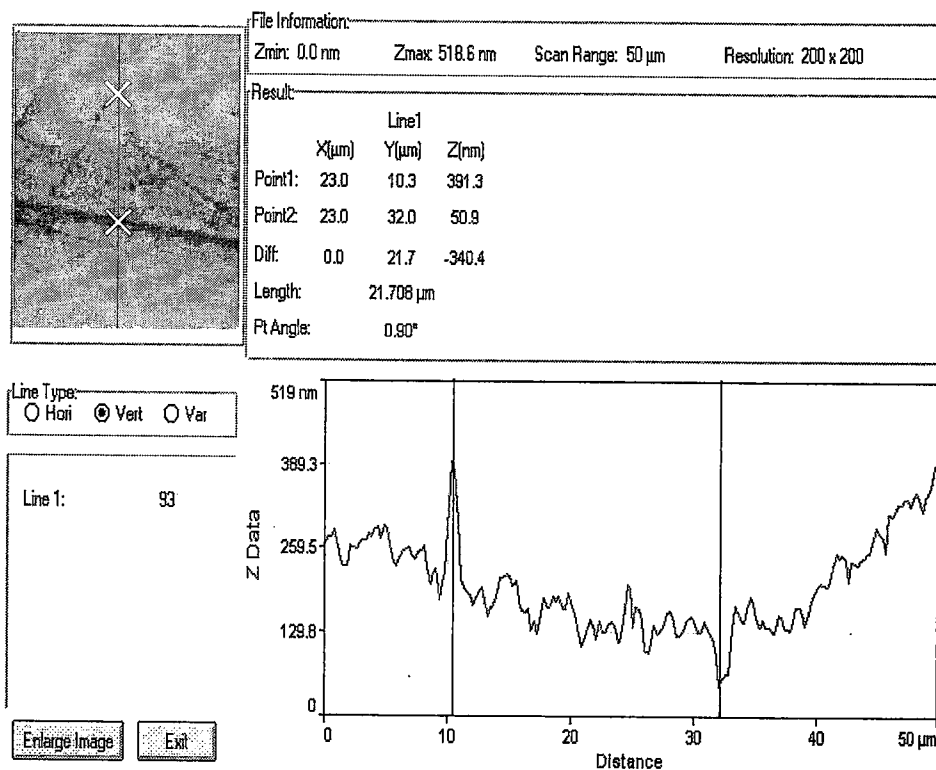 File Information:
Zmin: 0.0 nm Zmax: 518.6 nm Scan Range: 50 µm Resolution: 200 x 200
Result:
Line1
X(µm) Y(µm) Z(nm)
Point1: 23.0 10.3 391.3
Point2: 23.0 32.0 50.9
Diff: 0.0 21.7 -340.4
Length: 21.708 µm
Pt Angle: 0.90°
Line Type:
Hori Vert Var
Line 1: 93
519 nm
389.3
259.5
129.8
0
Z Data
0 10 20 30 40 50 µm
Distance
Enlarge Image Exit